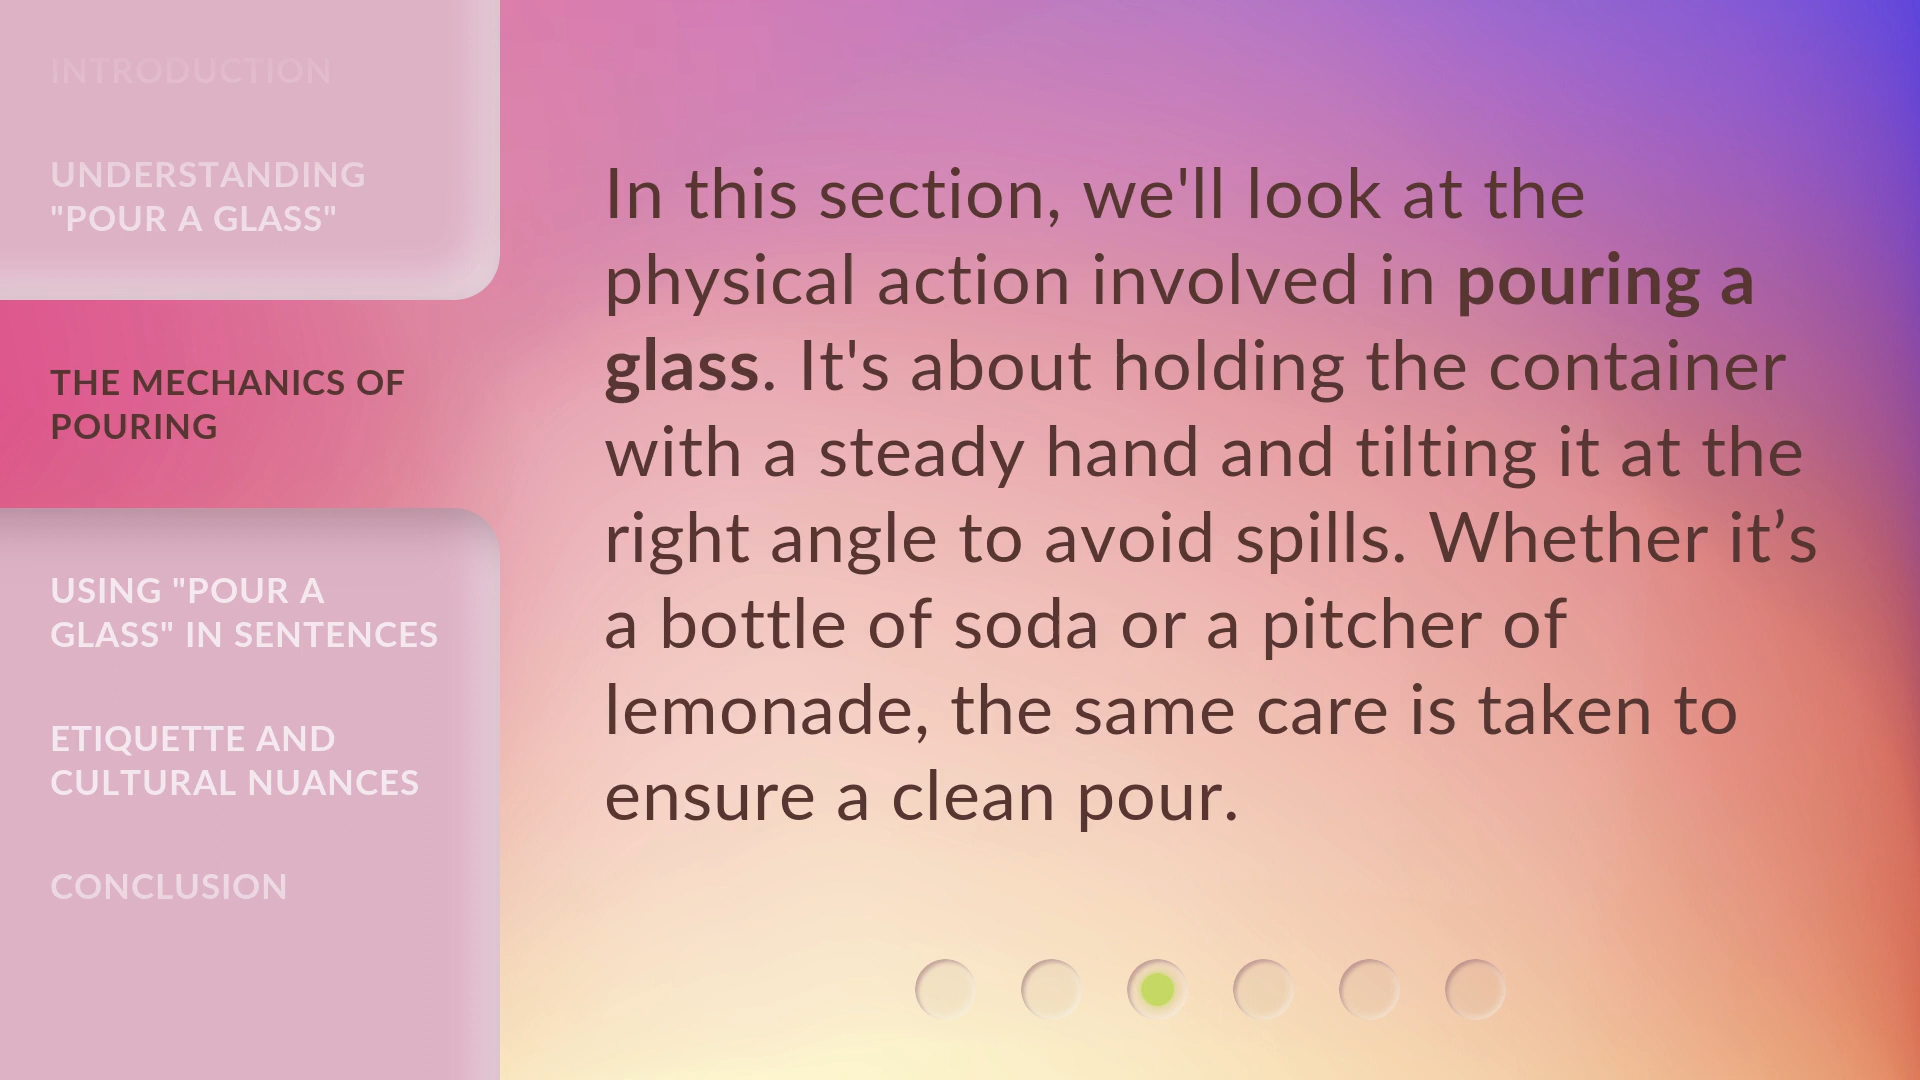 INTRODUCTION
UNDERSTANDING
"POUR A GLASS"
THE MECHANICS OF
POURING
USING "POUR A
GLASS" IN SENTENCES
ETIQUETTE AND
CULTURAL NUANCES
CONCLUSION
In this section, we'll look at the
physical action involved in pouring a
glass. It's about holding the container
with a steady hand and tilting it at the
right angle to avoid spills. Whether it’s
a bottle of soda or a pitcher of
lemonade, the same care is taken to
ensure a clean pour.